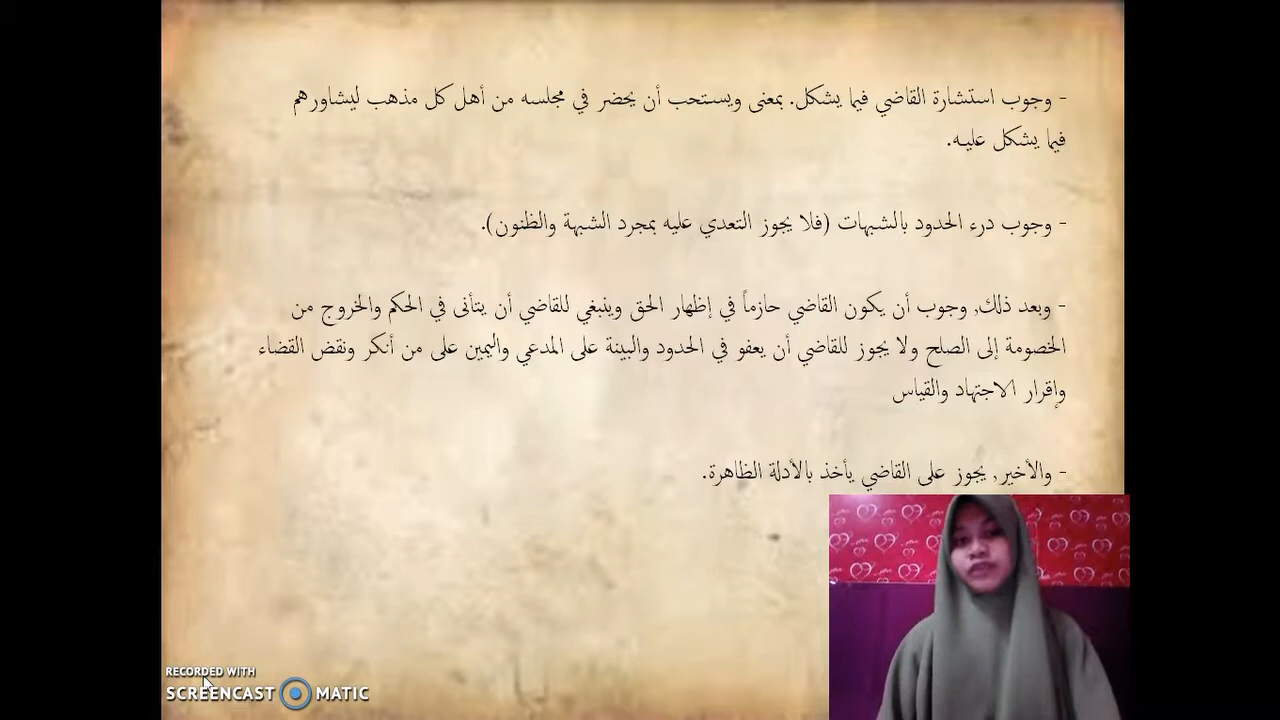 - وجوب استشارة القاضي فيما يشكل. بمعنى ويستحب أن يحضر في مجلسه من أهل كل مذهب ليشاورهم
فيما يشكل عليه.
- وجوب درء الحدود بالشبهات (فلا يجوز التعدي عليه بمجرد الشبهة والظنون).
- وبعد ذلك, وجوب أن يكون القاضي حازماً في إظهار الحق وينبغي للقاضي أن يتأنى في الحكم والخروج من
الخصومة إلى الصلح ولا يجوز للقاضي أن يعفو في الحدود والبينة على المدعي واليمين على من أنكر ونقض القضاء
وإقرار الاجتهاد والقياس
- والأخير, يجوز على القاضي يأخذ بالأدلة الظاهرة.
RECORDED WITH
SCREENCAST MATIC